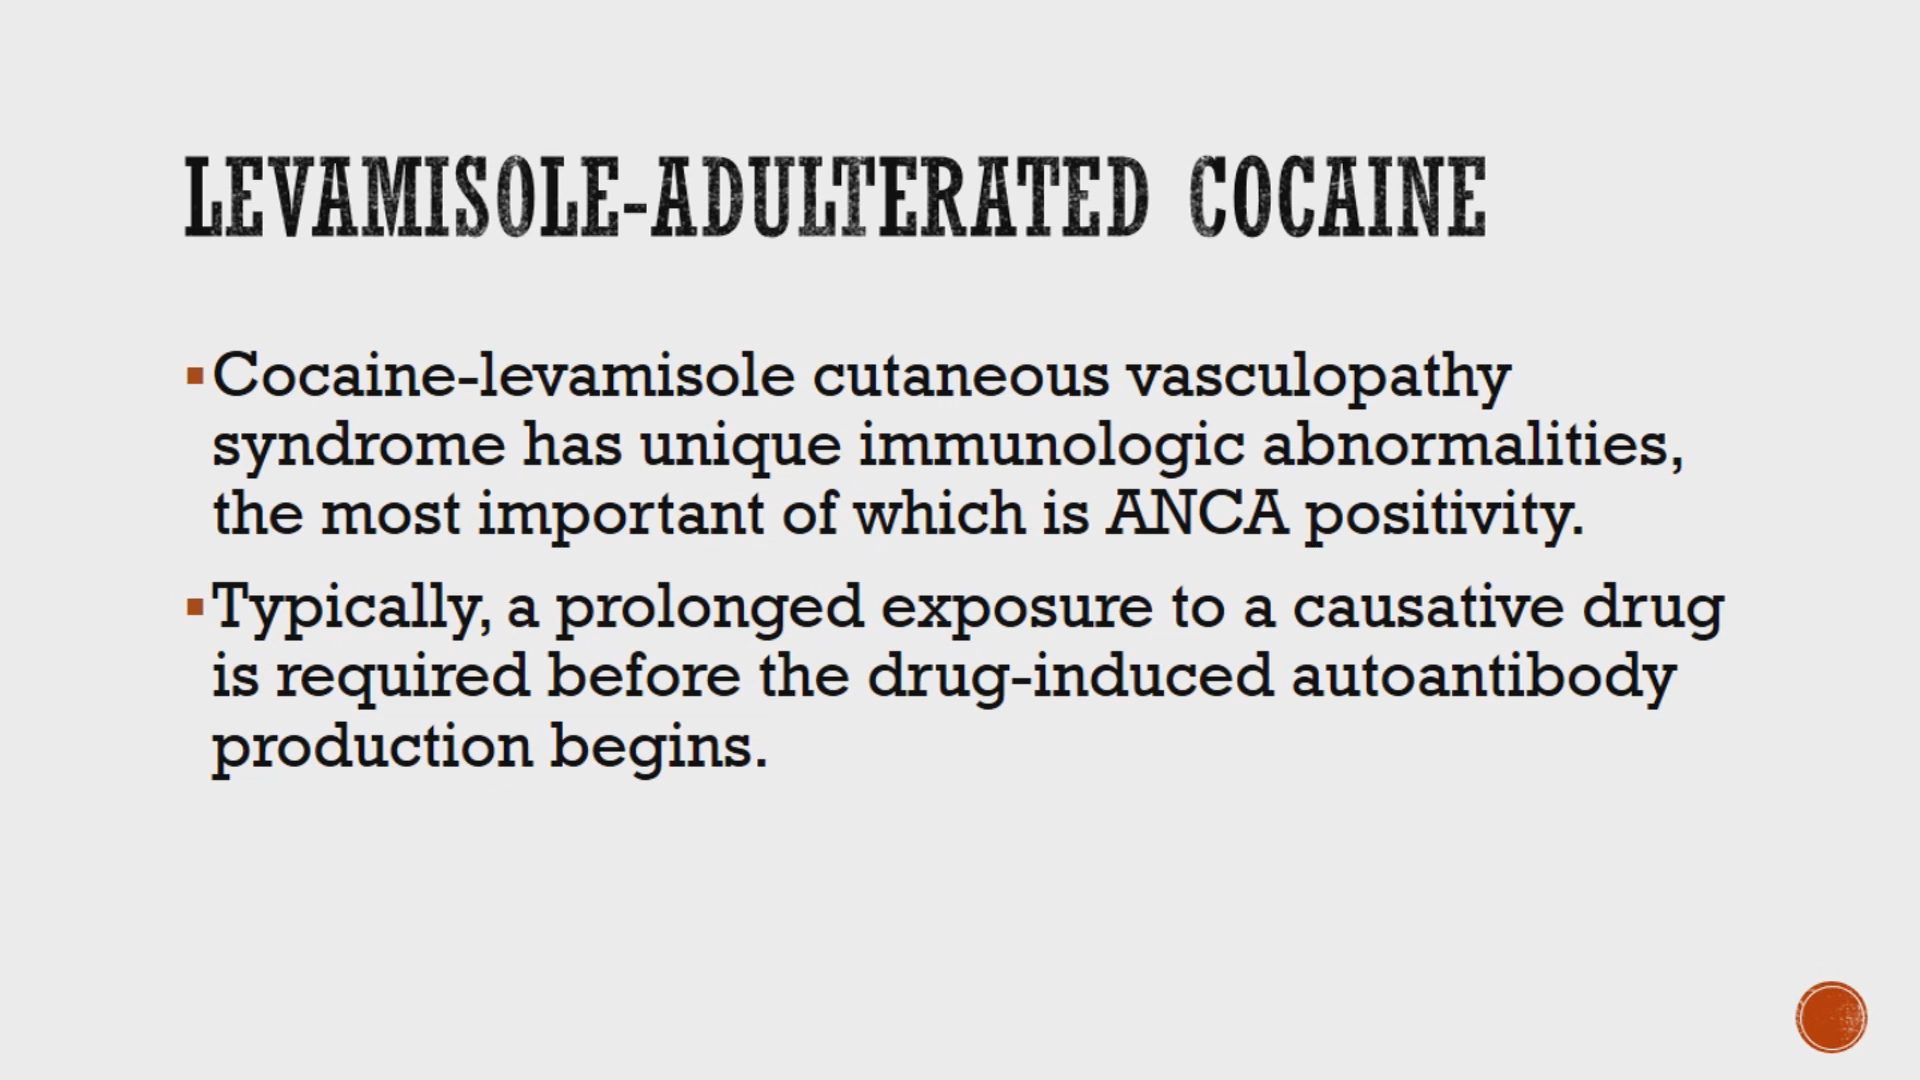 LEVAMISOLE-ADULTERATED COCAINE
▪Cocaine-levamisole cutaneous vasculopathy
syndrome has unique immunologic abnormalities,
the most important of which is ANCA positivity.
▪Typically, a prolonged exposure to a causative drug
is required before the drug-induced autoantibody
production begins.